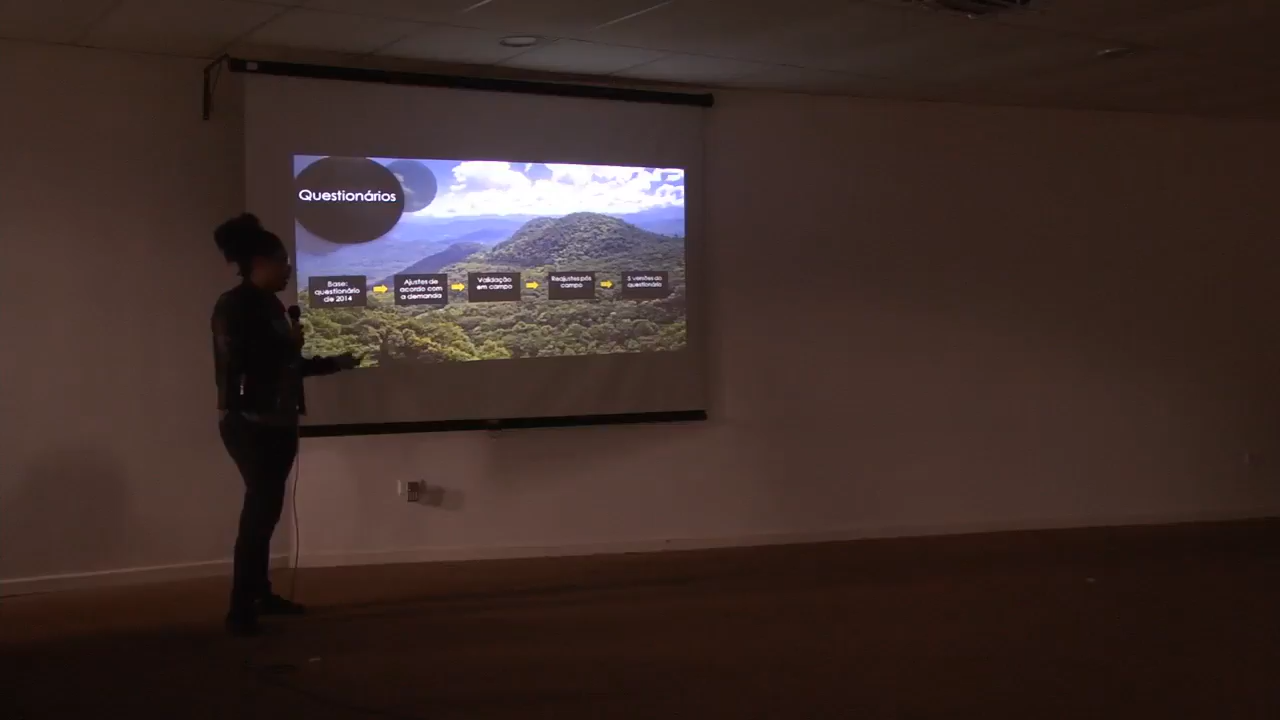 Questionários
Base:
questionário
de 2014
Ajustes de
acordo com
a demanda
Validação
em campo
Reajustes pós
campo
5 versões do
questionário